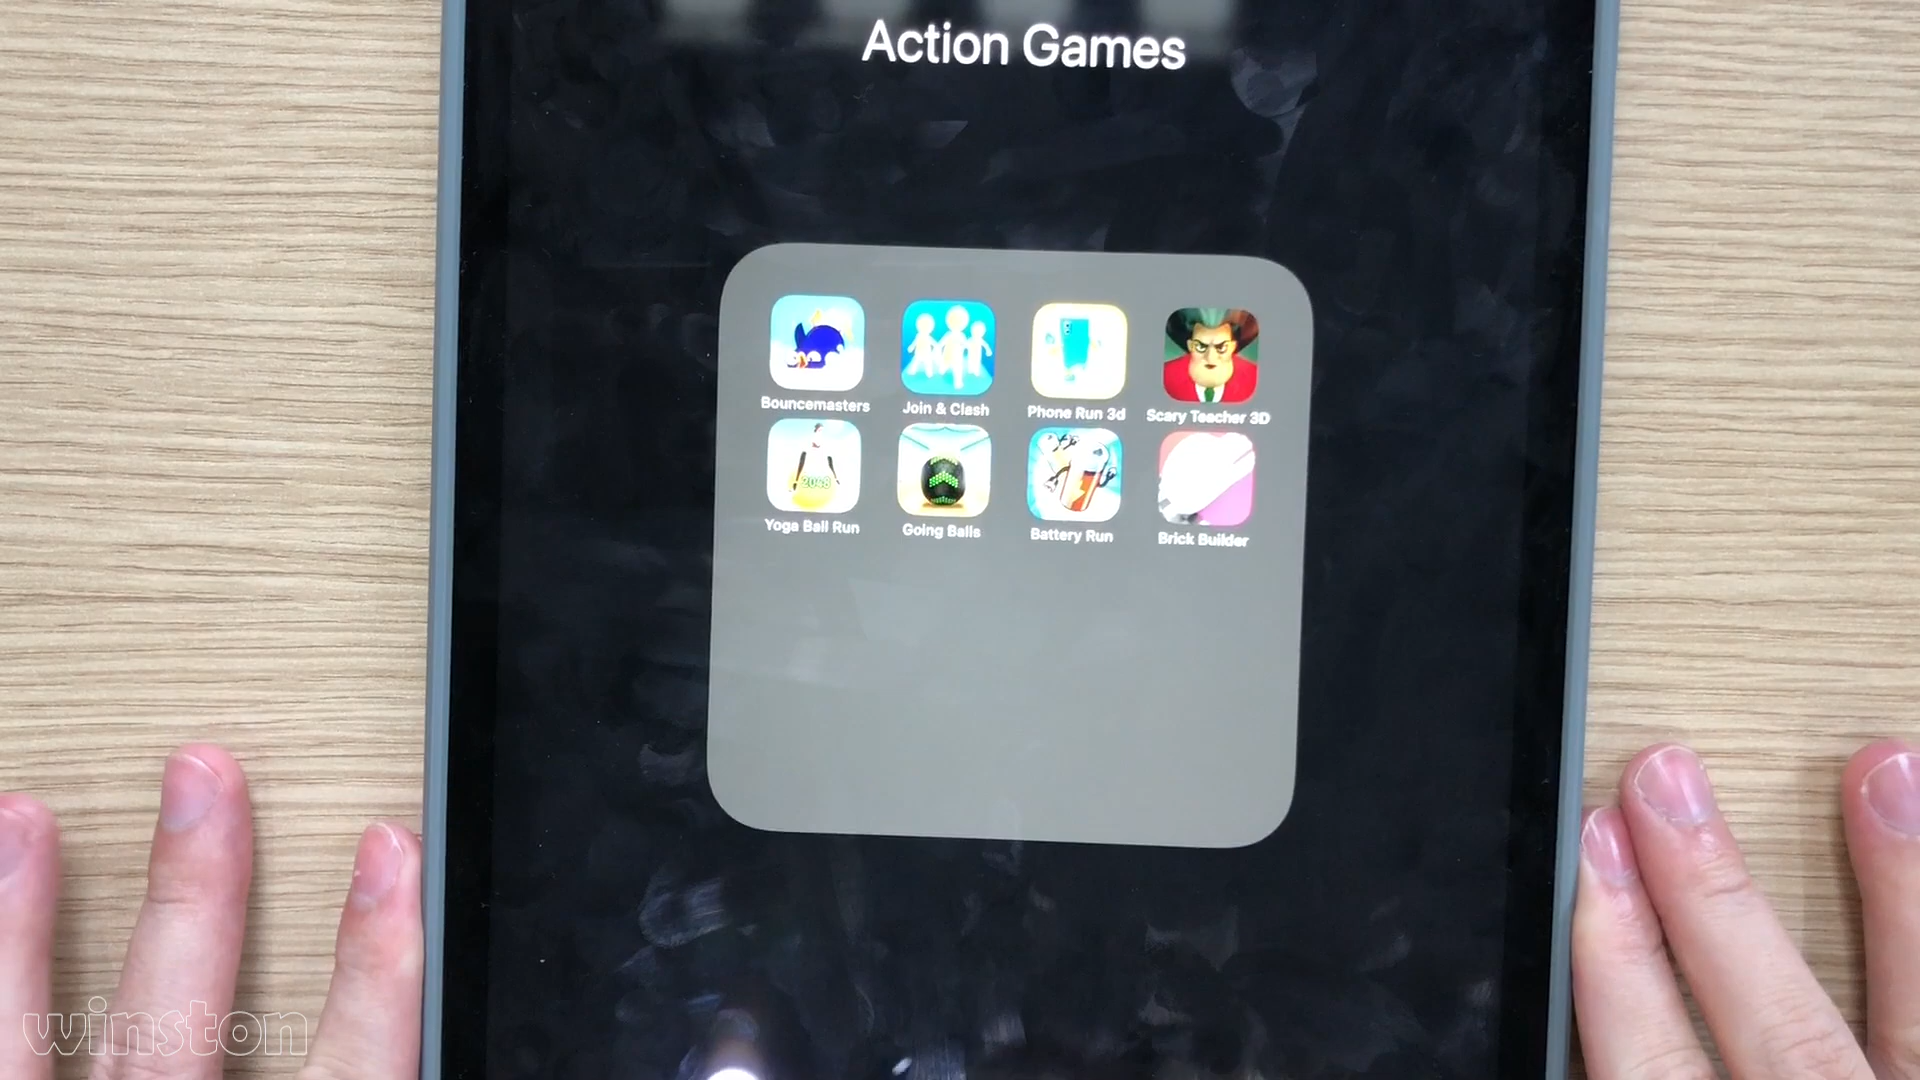 Action Games
Bouncemasters
Join & Clash
Phone Run 3d
Scary Teacher 3D
2048
Yoga Ball Run
Going Balls
Battery Run
Brick Builder
winston